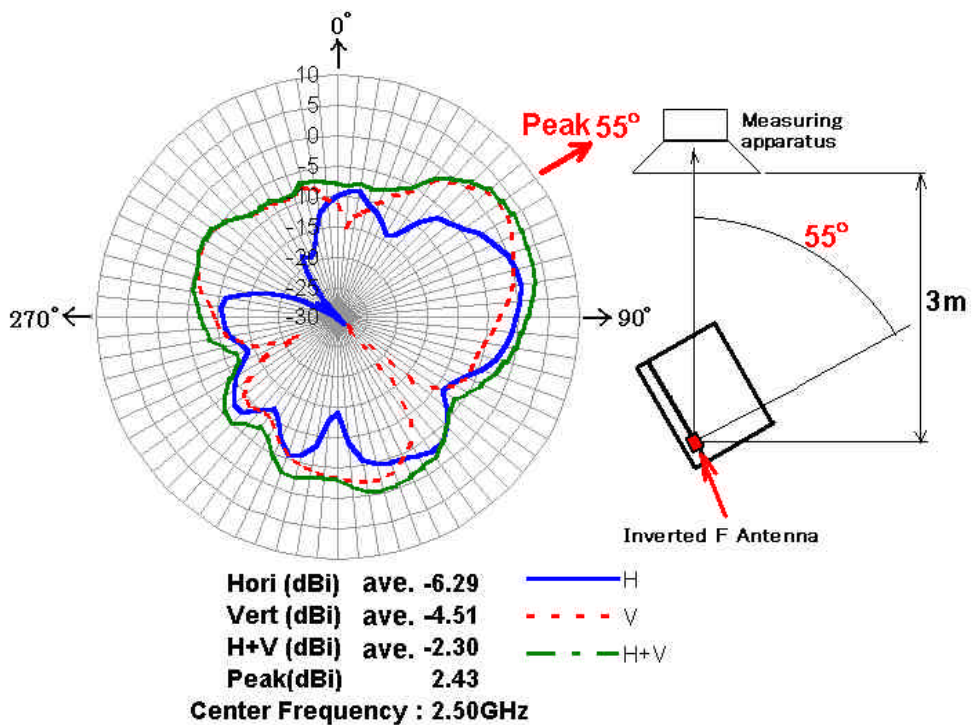 0°
10
5
0
-5
-10
-15
-20
-25
-30
270°
90°
Peak 55°
Measuring
apparatus
55°
3m
Inverted F Antenna
Hori (dBi) ave. -6.29
Vert (dBi) ave. -4.51
H+V (dBi) ave. -2.30
Peak(dBi) 2.43
Center Frequency : 2.50GHz
H
V
H+V